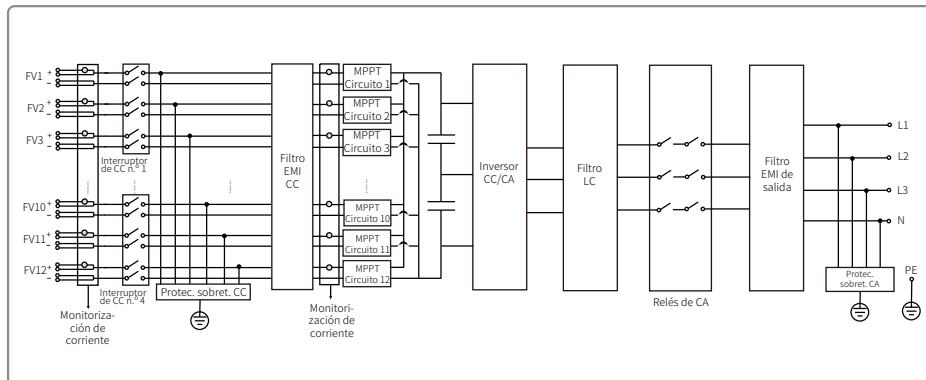 FV1 + −
FV2 + −
FV3 + −
Interruptor
de CC n.º 1
FV10 + −
FV11 + −
FV12 + −
Interruptor
de CC n.º 4
Monitoriza-
ción de
corriente
Protec. sobret. CC
Filtro
EMI
CC
Monitori-
zación de
corriente
MPPT
Circuito 1
MPPT
Circuito 2
MPPT
Circuito 3
MPPT
Circuito 10
MPPT
Circuito 11
MPPT
Circuito 12
Inversor
CC/CA
Filtro
LC
Relés de CA
Filtro
EMI de
salida
L1
L2
L3
N
Protec.
sobret. CA
PE